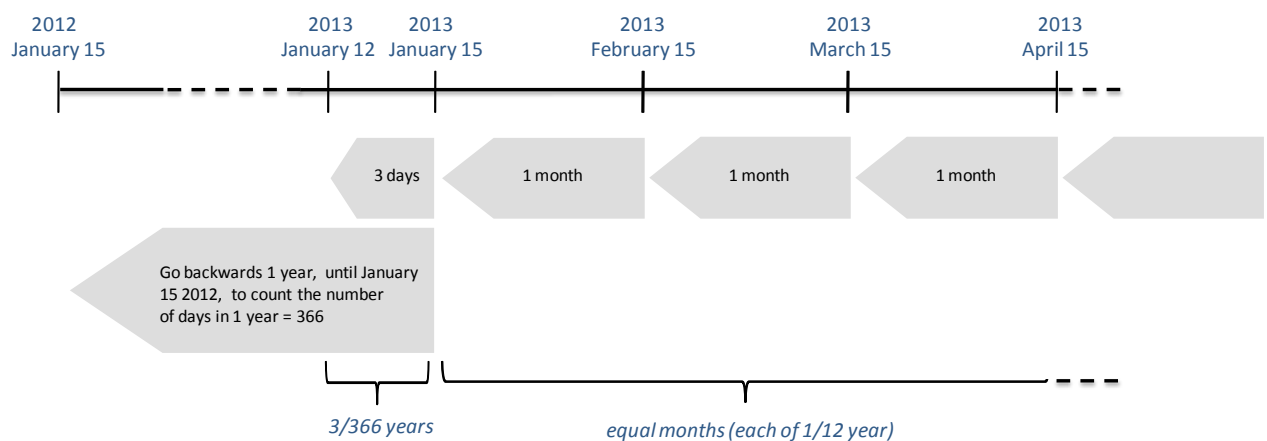 2012
January 15
2013
January 12
2013
January 15
2013
February 15
2013
March 15
2013
April 15
3 days
1 month
1 month
1 month
Go backwards 1 year, until January
15 2012, to count the number
of days in 1 year = 366
3/366 years
equal months (each of 1/12 year)